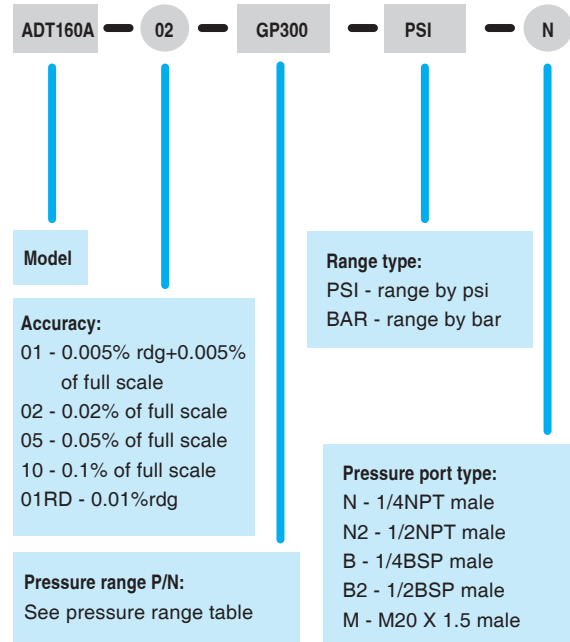 ADT160A — 02 — GP300 — PSI — N
Model
Accuracy:
01 - 0.005% rdg+0.005%
of full scale
02 - 0.02% of full scale
05 - 0.05% of full scale
10 - 0.1% of full scale
01RD - 0.01%rdg
Pressure range P/N:
See pressure range table
Range type:
PSI - range by psi
BAR - range by bar
Pressure port type:
N - 1/4NPT male
N2 - 1/2NPT male
B - 1/4BSP male
B2 - 1/2BSP male
M - M20 X 1.5 male